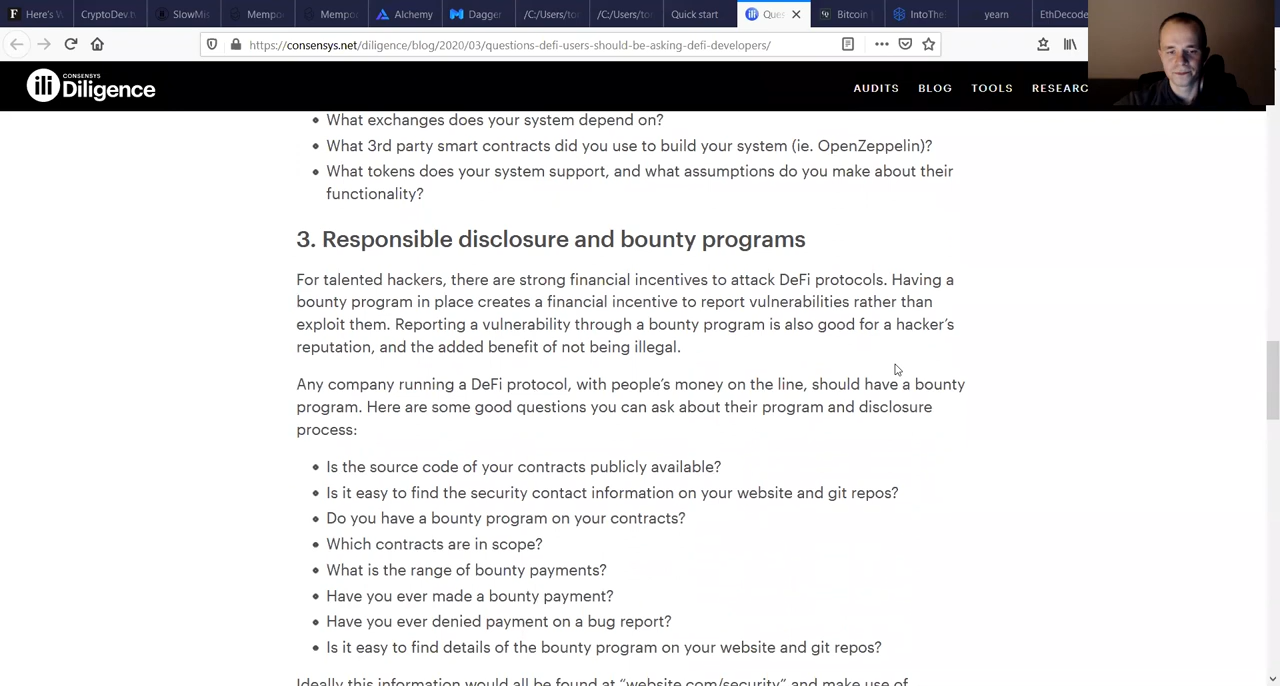 Here's W
CryptoDev t
SlowMis
Mempo
Mempo
Alchemy
Dagger
/C:/Users/to
/C:/Users/to
Quick start
Ques
Bitcoin
IntoThe
yearn
EthDecode
https://consensys.net/diligence/blog/2020/03/questions-defi-users-should-be-asking-defi-developers/
CONSENSYS
Diligence
AUDITS BLOG TOOLS RESEARC
• What exchanges does your system depend on?
• What 3rd party smart contracts did you use to build your system (ie. OpenZeppelin)?
• What tokens does your system support, and what assumptions do you make about their
functionality?
3. Responsible disclosure and bounty programs
For talented hackers, there are strong financial incentives to attack DeFi protocols. Having a
bounty program in place creates a financial incentive to report vulnerabilities rather than
exploit them. Reporting a vulnerability through a bounty program is also good for a hacker’s
reputation, and the added benefit of not being illegal.
Any company running a DeFi protocol, with people’s money on the line, should have a bounty
program. Here are some good questions you can ask about their program and disclosure
process:
• Is the source code of your contracts publicly available?
• Is it easy to find the security contact information on your website and git repos?
• Do you have a bounty program on your contracts?
• Which contracts are in scope?
• What is the range of bounty payments?
• Have you ever made a bounty payment?
• Have you ever denied payment on a bug report?
• Is it easy to find details of the bounty program on your website and git repos?
Ideally this information would all be found at “website.com/security” and make use of